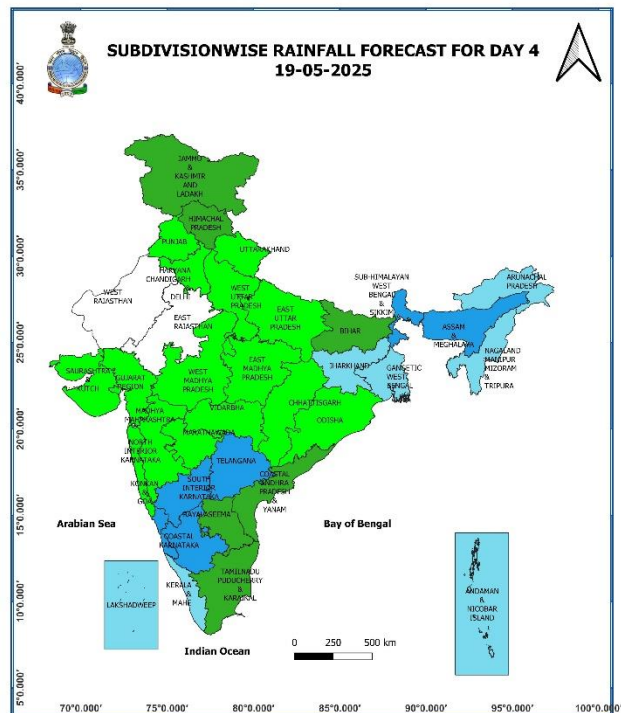 SUBDIVISIONWISE RAINFALL FORECAST FOR DAY 4
19-05-2025
40°0.000'
35°0.000'
30°0.000'
25°0.000'
20°0.000'
15°0.000'
10°0.000'
5°0.000'
JAMMU
&
KASHMIR
AND
LADAKH
HIMACHAL
PRADESH
PUNJAB
UTTARAKHAND
HARYANA
CHANDIGARH
&
DELHI
WEST
RAJASTHAN
EAST
RAJASTHAN
WEST
UTTAR
PRADESH
EAST
UTTAR
PRADESH
SUB-HIMALAYAN
WEST
BENGAL
&
SIKKIM
ARUNACHAL
PRADESH
ASSAM
&
MEGHALAYA
NAGALAND
MANIPUR
MIZORAM
&
TRIPURA
BIHAR
JHARKHAND
GANGETIC
WEST
BENGAL
SAURASHTRA
&
KUTCH
GUJARAT
REGION
WEST
MADHYA
PRADESH
EAST
MADHYA
PRADESH
CHHATTISGARH
ODISHA
VIDARBHA
MADHYA
MAHARASHTRA
MARATHAWADA
NORTH
INTERIOR
KARNATAKA
KONKAN
&
GOA
TELANGANA
SOUTH
INTERIOR
KARNATAKA
COASTAL
ANDHRA
PRADESH
&
YANAM
RAYALASEEMA
COASTAL
KARNATAKA
TAMILNADU
PUDUCHERRY
&
KARAIKAL
KERALA
&
MAHE
LAKSHADWEEP
ANDAMAN
&
NICOBAR
ISLAND
Arabian Sea
Bay of Bengal
Indian Ocean
0 250 500 km
70°0.000' 75°0.000' 80°0.000' 85°0.000' 90°0.000' 95°0.000' 100°0.000'